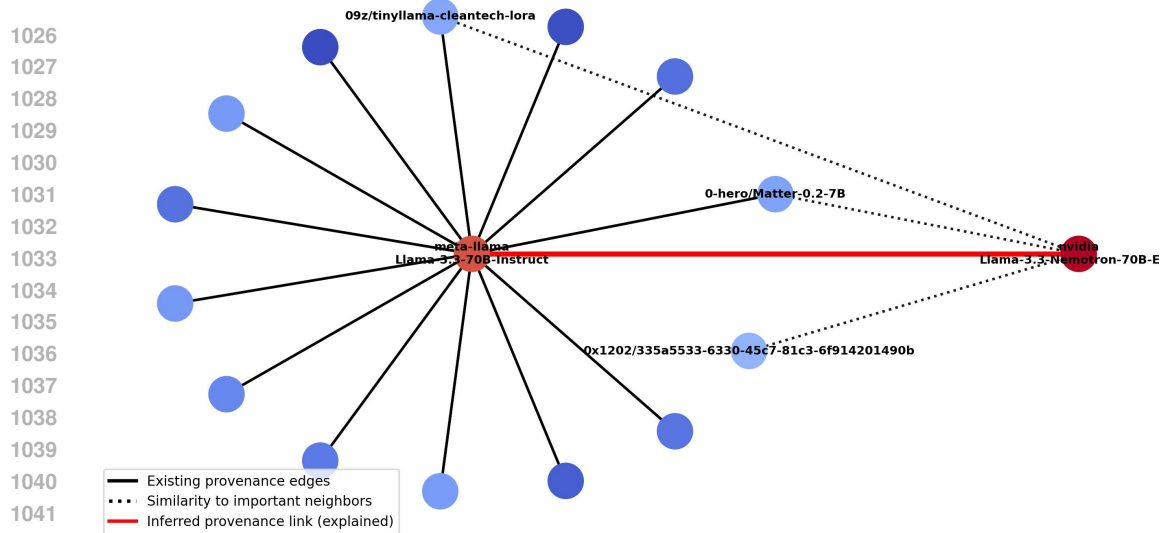 09z/tinyllama-cleantech-lora
1026
1027
1028
1029
1030
0-hero/Matter-0.2-7B
1031
1032
meta-llama
Llama-3.3-70B-Instruct
nvidia
Llama-3.3-Nemotron-70B-E
1033
1034
1035
0x1202/335a5533-6330-45c7-81c3-6f914201490b
1036
1037
1038
1039
1040
1041
Existing provenance edges
Similarity to important neighbors
Inferred provenance link (explained)